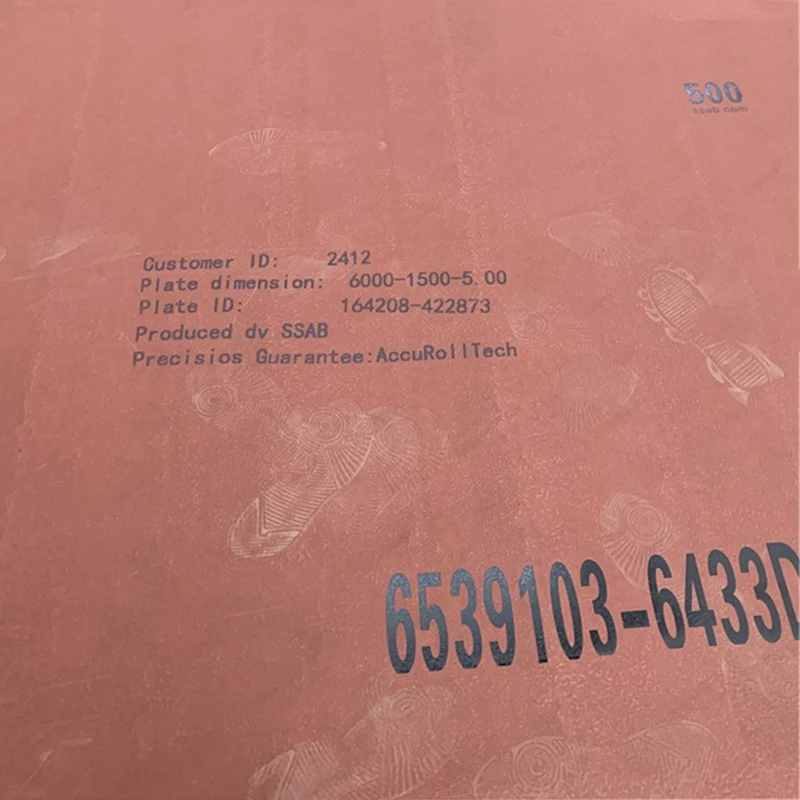 500
ssab com
Customer ID: 2412
Plate dimension: 6000-1500-5.00
Plate ID: 164208-422873
Produced dv SSAB
Precisios Guarantee:AccuRollTech
6539103-6433D